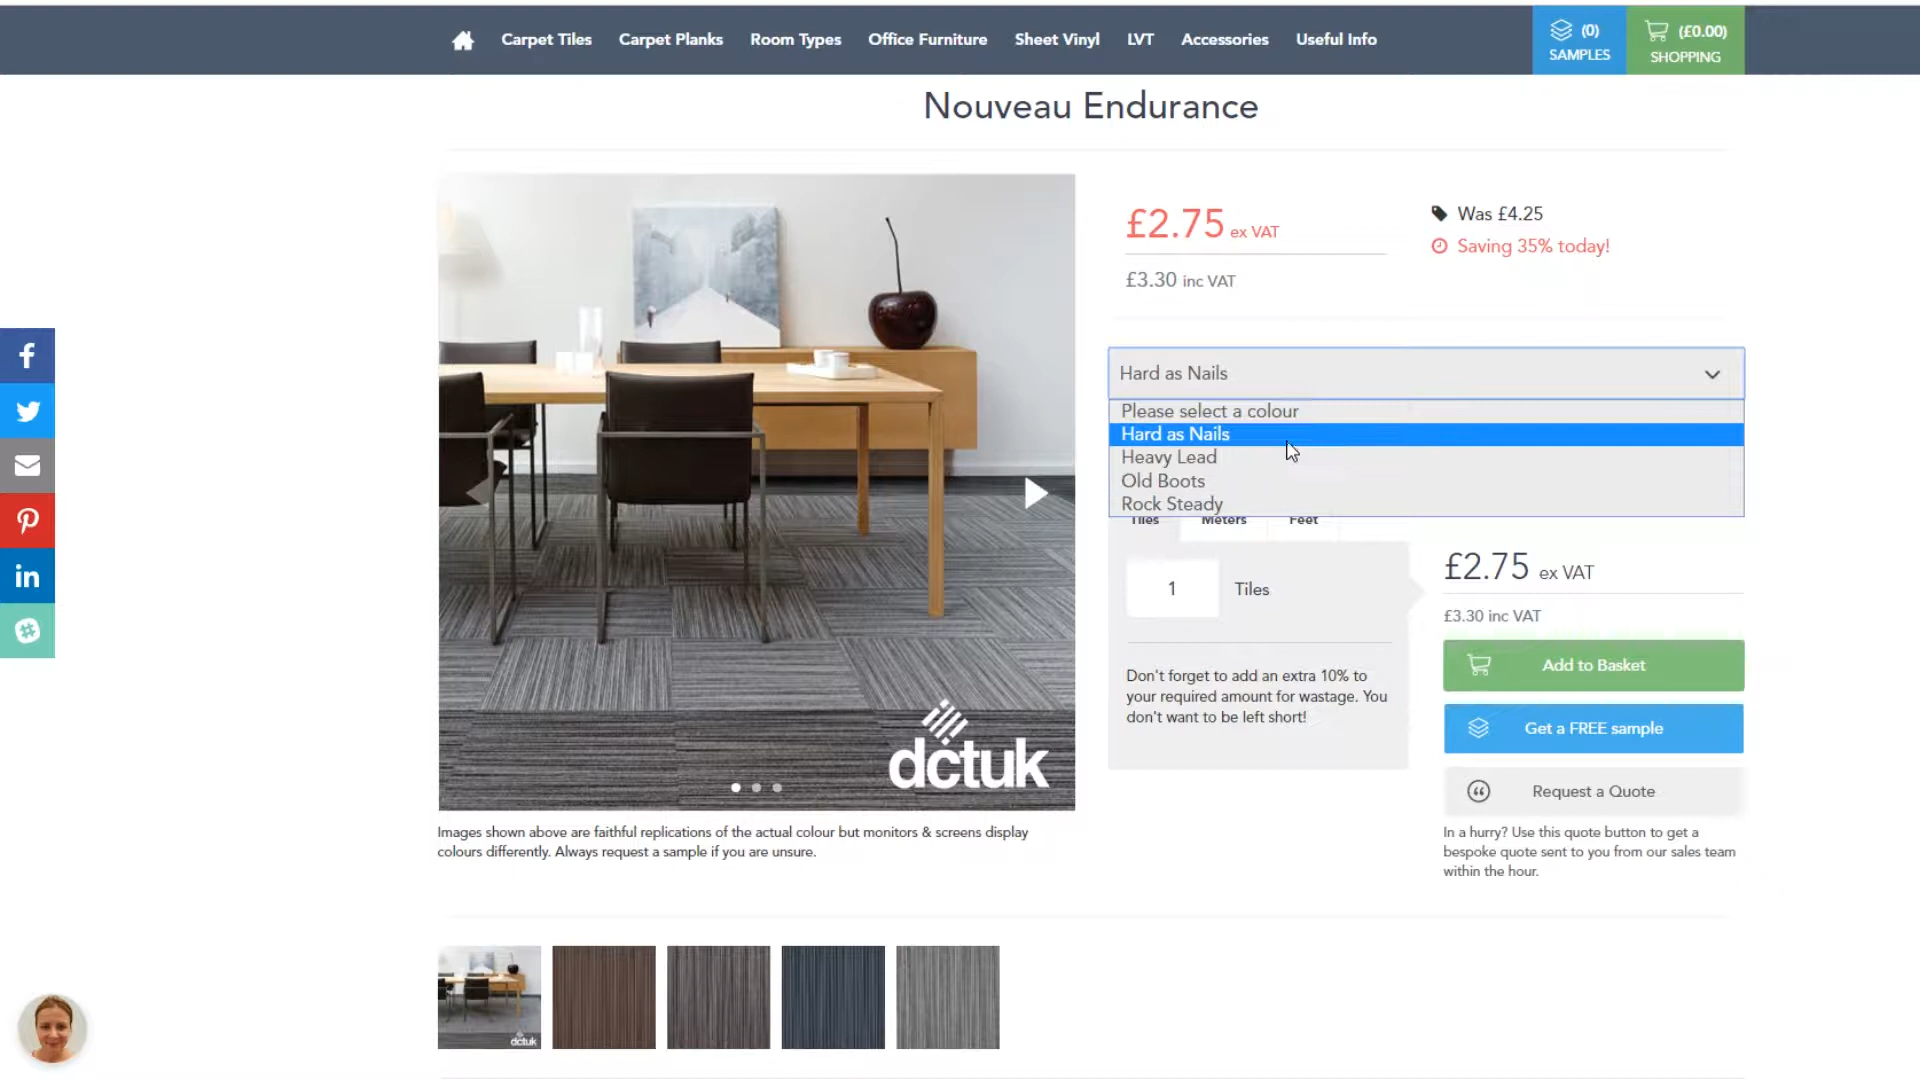 Carpet Tiles Carpet Planks Room Types Office Furniture Sheet Vinyl LVT Accessories Useful Info
(0)
SAMPLES
(£0.00)
SHOPPING
Nouveau Endurance
£2.75 ex VAT
£3.30 inc VAT
Was £4.25
Saving 35% today!
Hard as Nails
Please select a colour
Hard as Nails
Heavy Lead
Old Boots
Rock Steady
Tiles Meters Feet
1 Tiles
Don't forget to add an extra 10% to
your required amount for wastage. You
don't want to be left short!
£2.75 ex VAT
£3.30 inc VAT
Add to Basket
Get a FREE sample
Request a Quote
In a hurry? Use this quote button to get a
bespoke quote sent to you from our sales team
within the hour.
dctuk
Images shown above are faithful replications of the actual colour but monitors & screens display
colours differently. Always request a sample if you are unsure.
dctuk